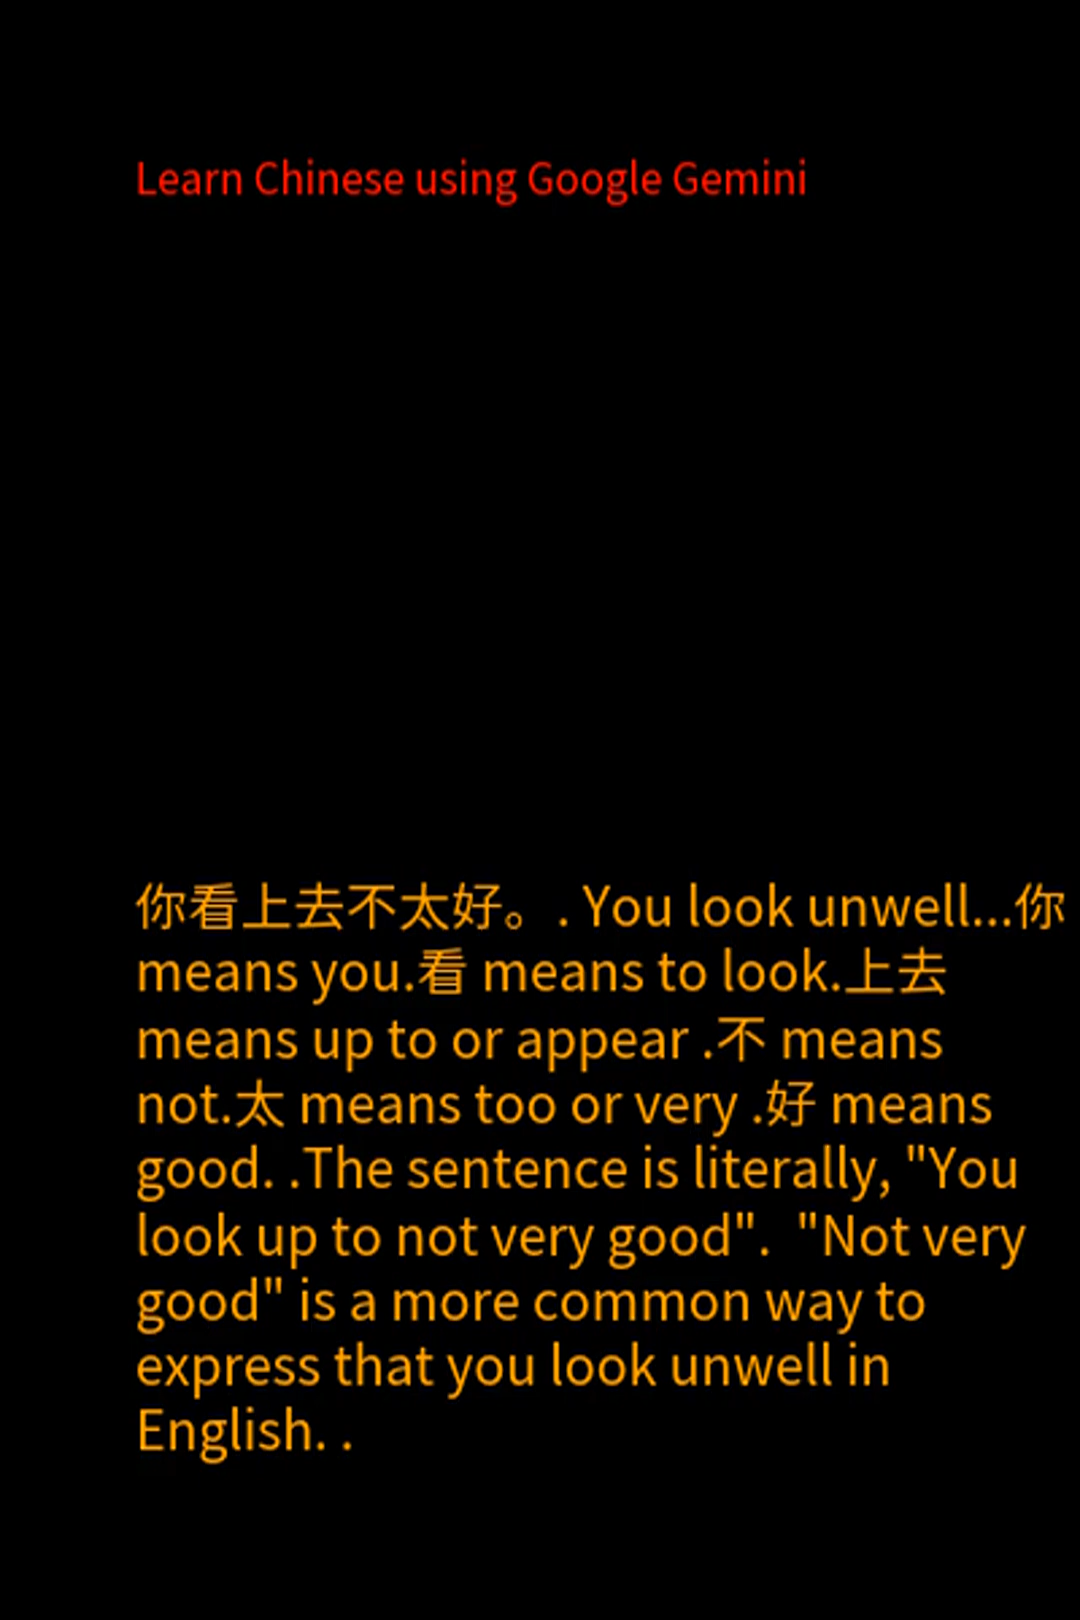 Learn Chinese using Google Gemini
你看上去不太好。. You look unwell...你
means you.看 means to look.上去
means up to or appear .不 means
not.太 means too or very .好 means
good. .The sentence is literally, "You
look up to not very good".  "Not very
good" is a more common way to
express that you look unwell in
English. .